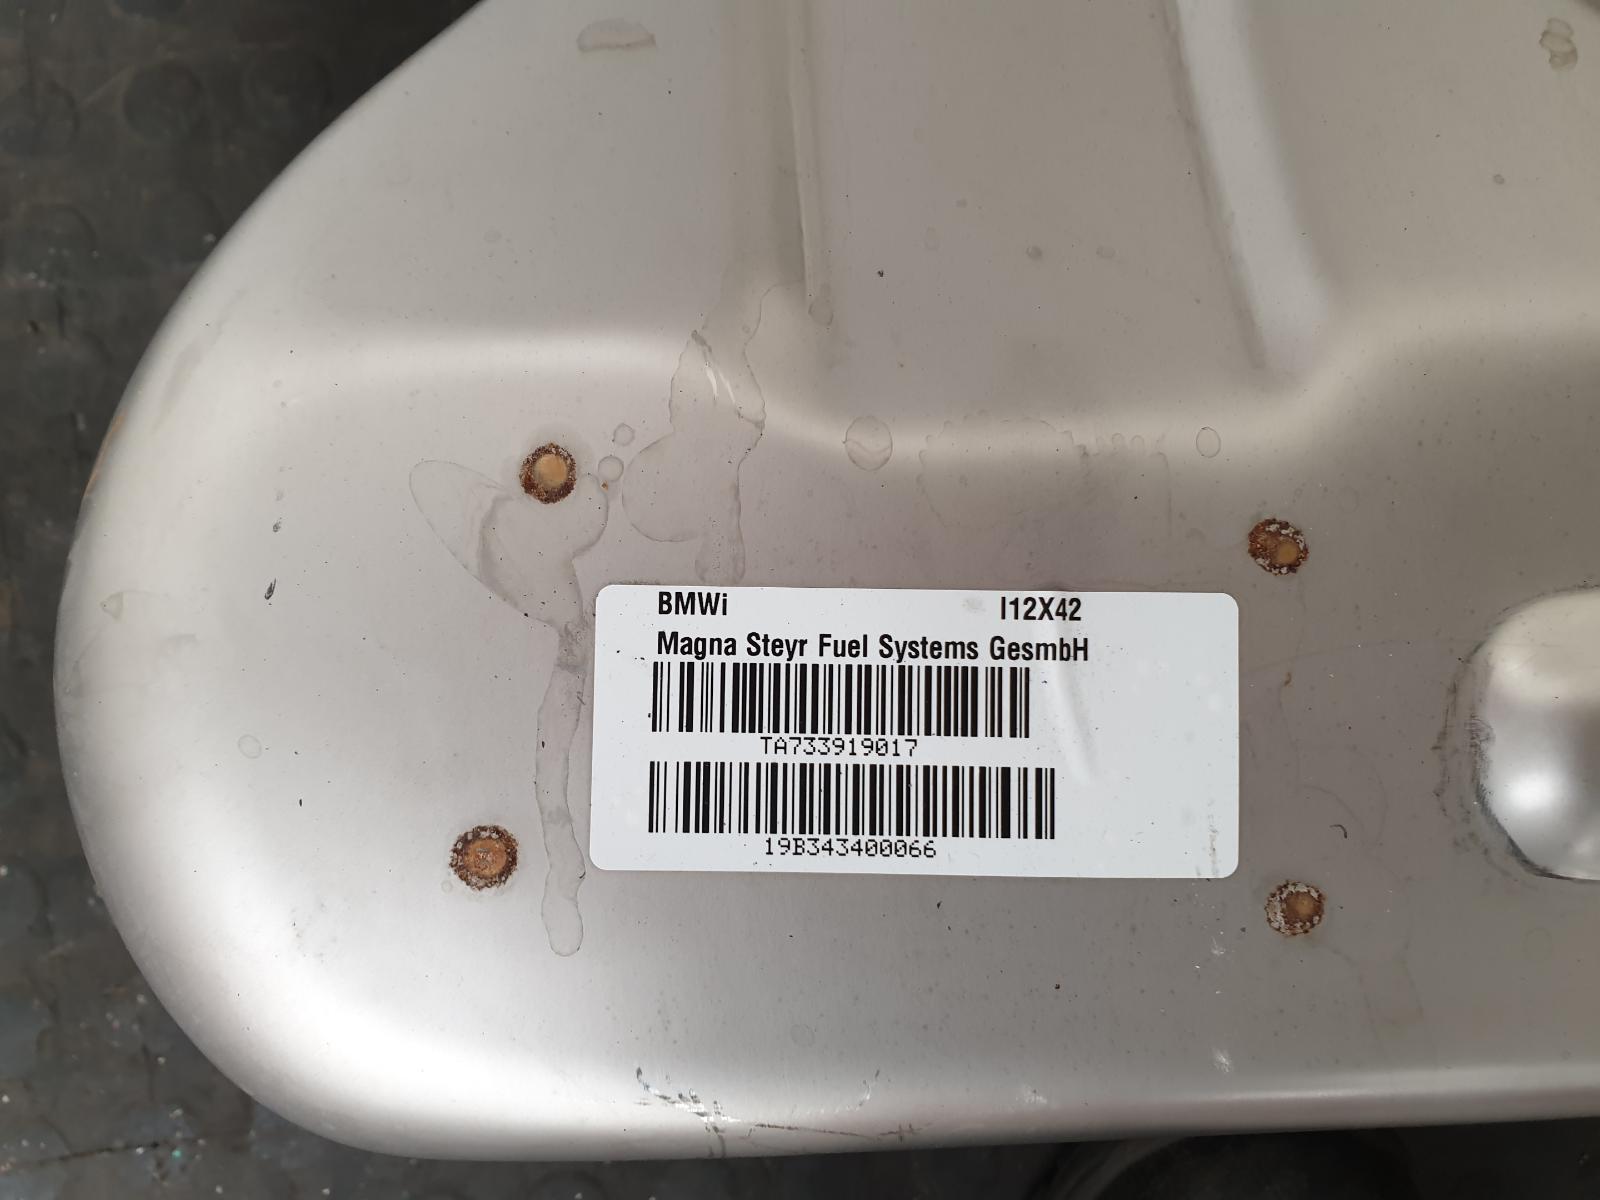 BMWi I12X42
Magna Steyr Fuel Systems GesmbH
TA733919017
19B343400066